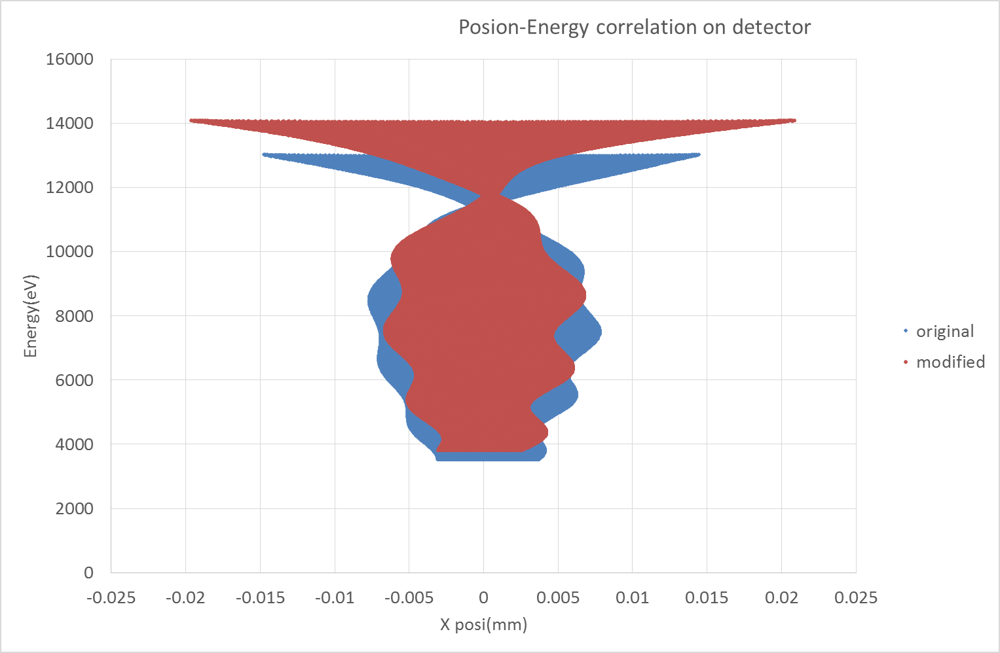 Posion-Energy correlation on detector
16000
14000
12000
10000
8000
6000
4000
2000
0
Energy(eV)
-0.025 -0.02 -0.015 -0.01 -0.005 0 0.005 0.01 0.015 0.02 0.025
X posi(mm)
original
modified